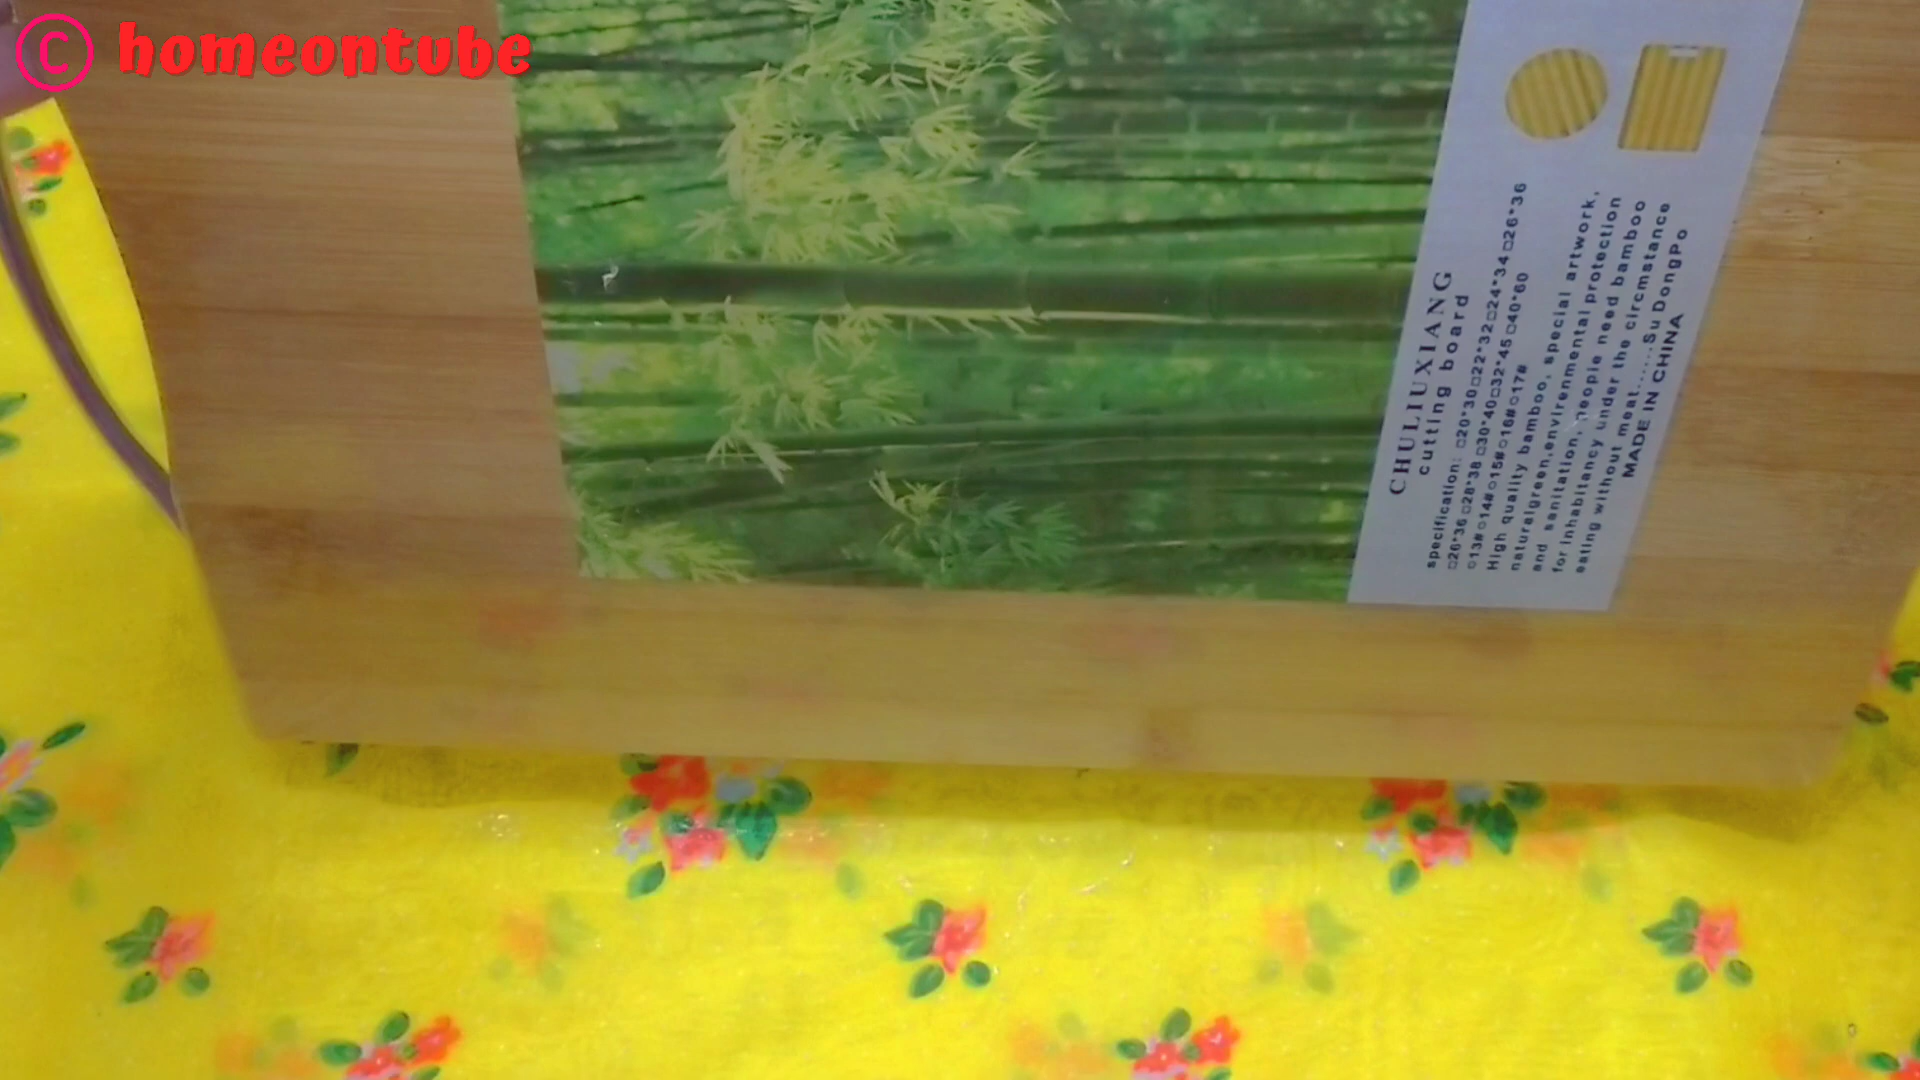 © homeontube
CHULIUXIANG
cutting board
specification: □20*30□22*32□24*34□26*36
□26*36□28*38□30*40□32*45□40*60
○13#○14#○15#○16#○17#
High quality bamboo, special artwork,
naturalgreen,envirenmental protection
and sanitation, people need bamboo
for inhabitancy under the circmstance
eating without meat......Su DongPo
MADE IN CHINA